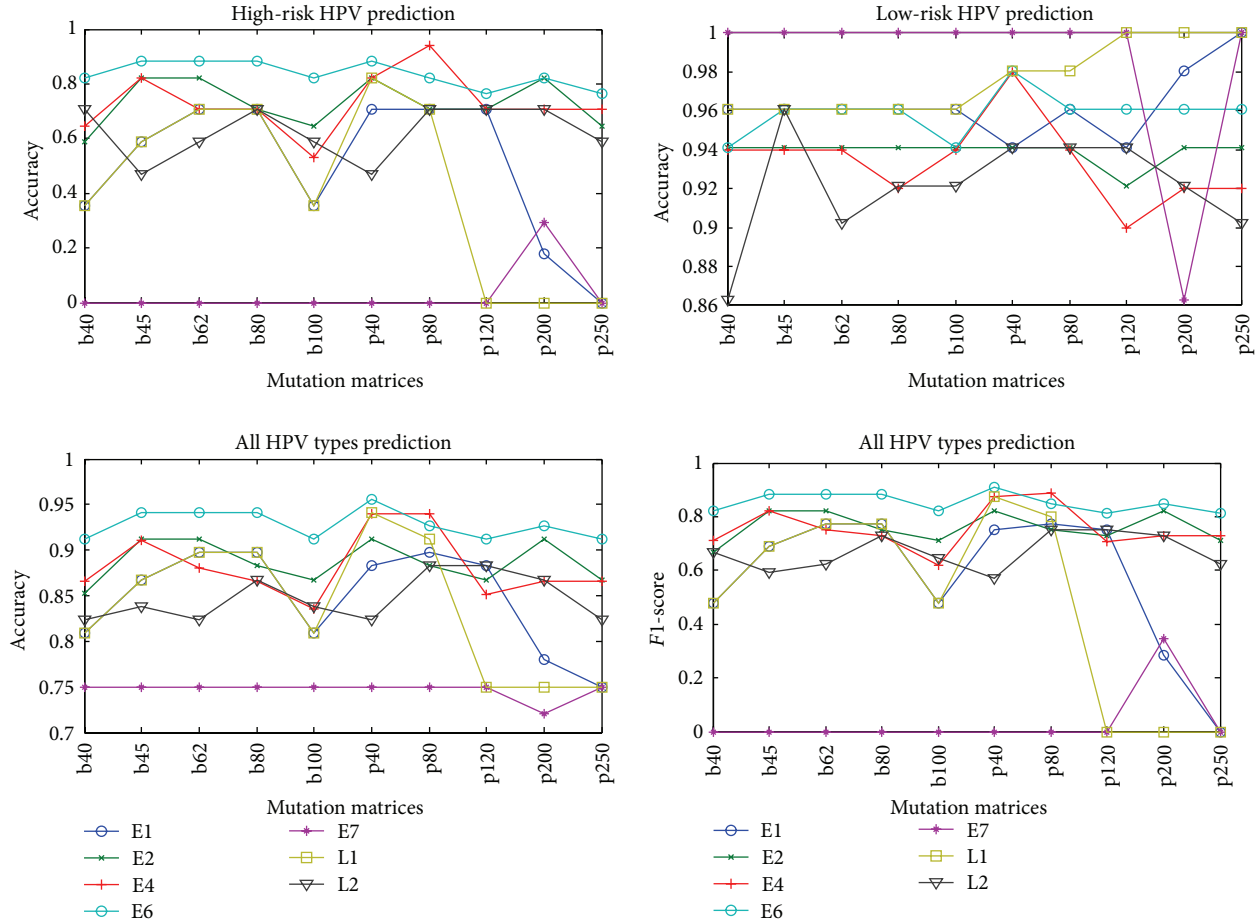 High-risk HPV prediction
1
0.8
0.6
0.4
0.2
0
Accuracy
b40
b45
b62
b80
b100
p40
p80
p120
p200
p250
Mutation matrices
Low-risk HPV prediction
1
0.98
0.96
0.94
0.92
0.9
0.88
0.86
Accuracy
b40
b45
b62
b80
b100
p40
p80
p120
p200
p250
Mutation matrices
All HPV types prediction
1
0.95
0.9
0.85
0.8
0.75
0.7
Accuracy
b40
b45
b62
b80
b100
p40
p80
p120
p200
p250
Mutation matrices
E1
E2
E4
E6
E7
L1
L2
All HPV types prediction
1
0.8
0.6
0.4
0.2
0
F1-score
b40
b45
b62
b80
b100
p40
p80
p120
p200
p250
Mutation matrices
E1
E2
E4
E6
E7
L1
L2